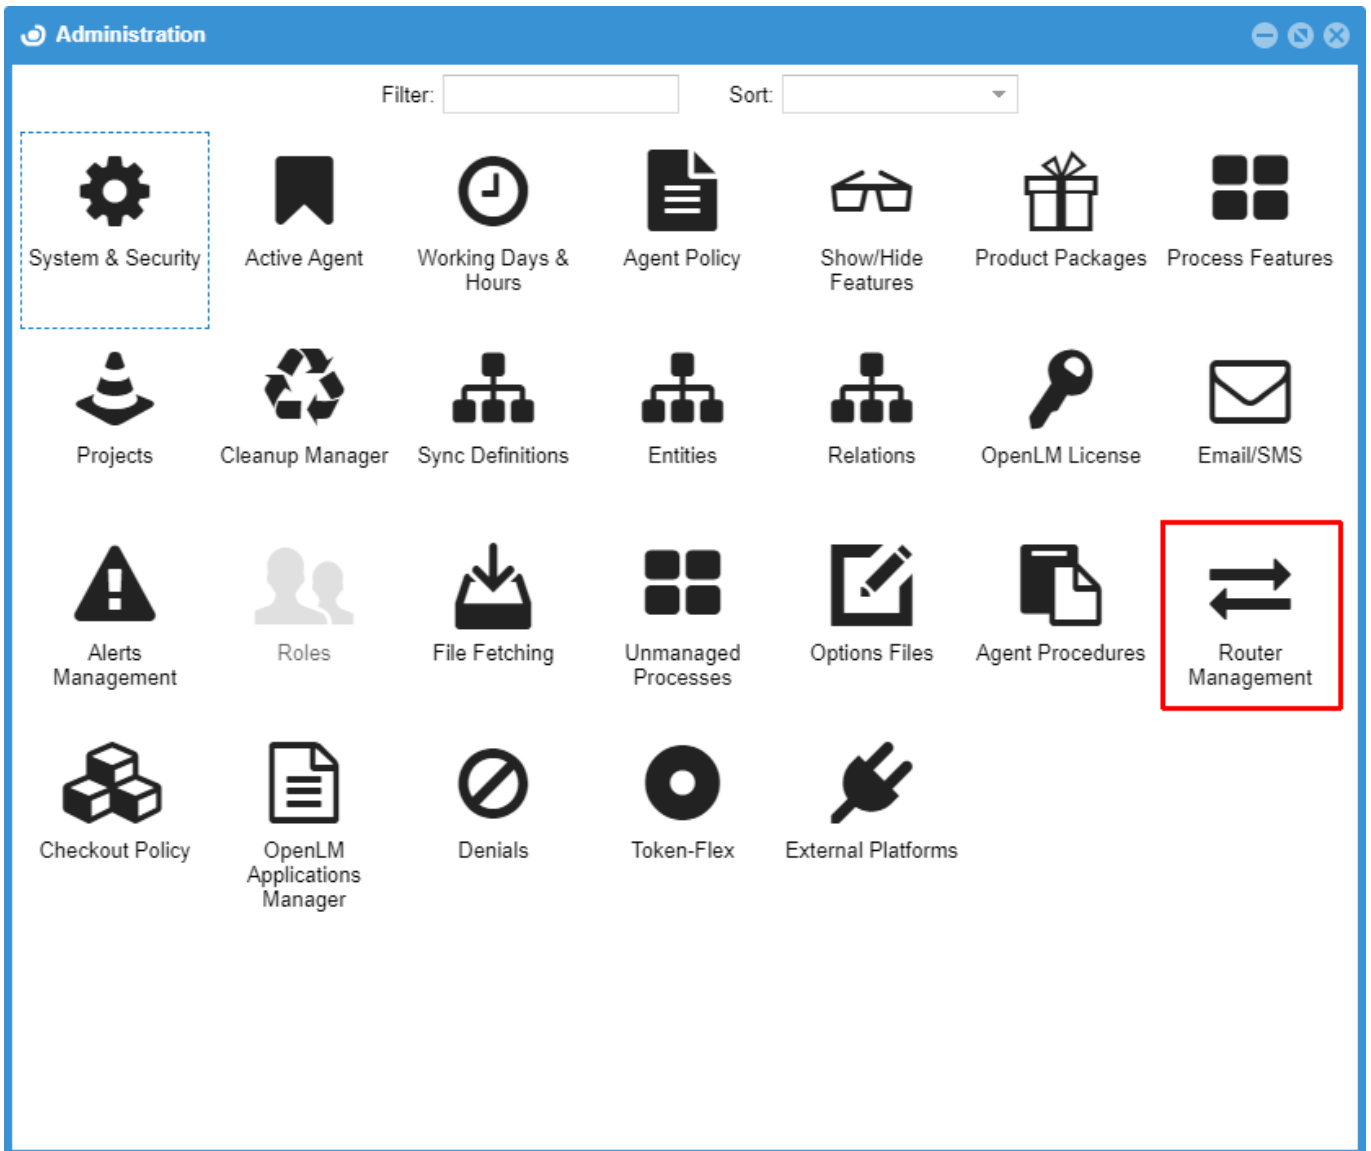 Administration
Filter:
Sort:
System & Security
Active Agent
Working Days &
Hours
Agent Policy
Show/Hide
Features
Product Packages
Process Features
Projects
Cleanup Manager
Sync Definitions
Entities
Relations
OpenLM License
Email/SMS
Alerts
Management
Roles
File Fetching
Unmanaged
Processes
Options Files
Agent Procedures
Router
Management
Checkout Policy
OpenLM
Applications
Manager
Denials
Token-Flex
External Platforms